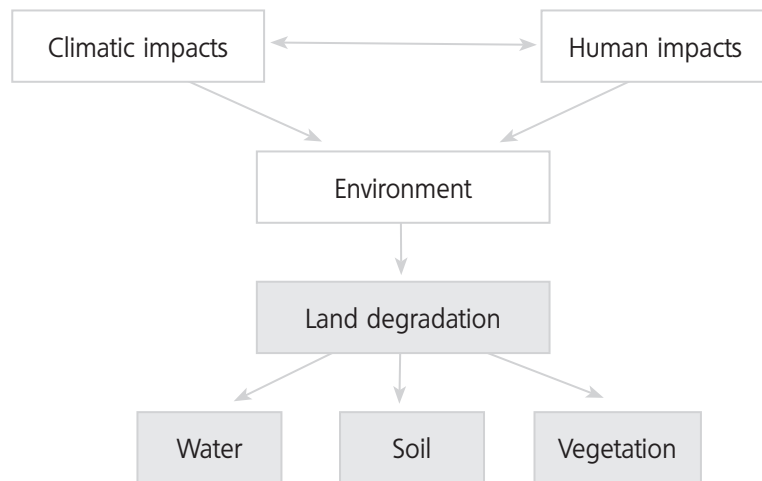 Climatic impacts
Human impacts
Environment
Land degradation
Water
Soil
Vegetation